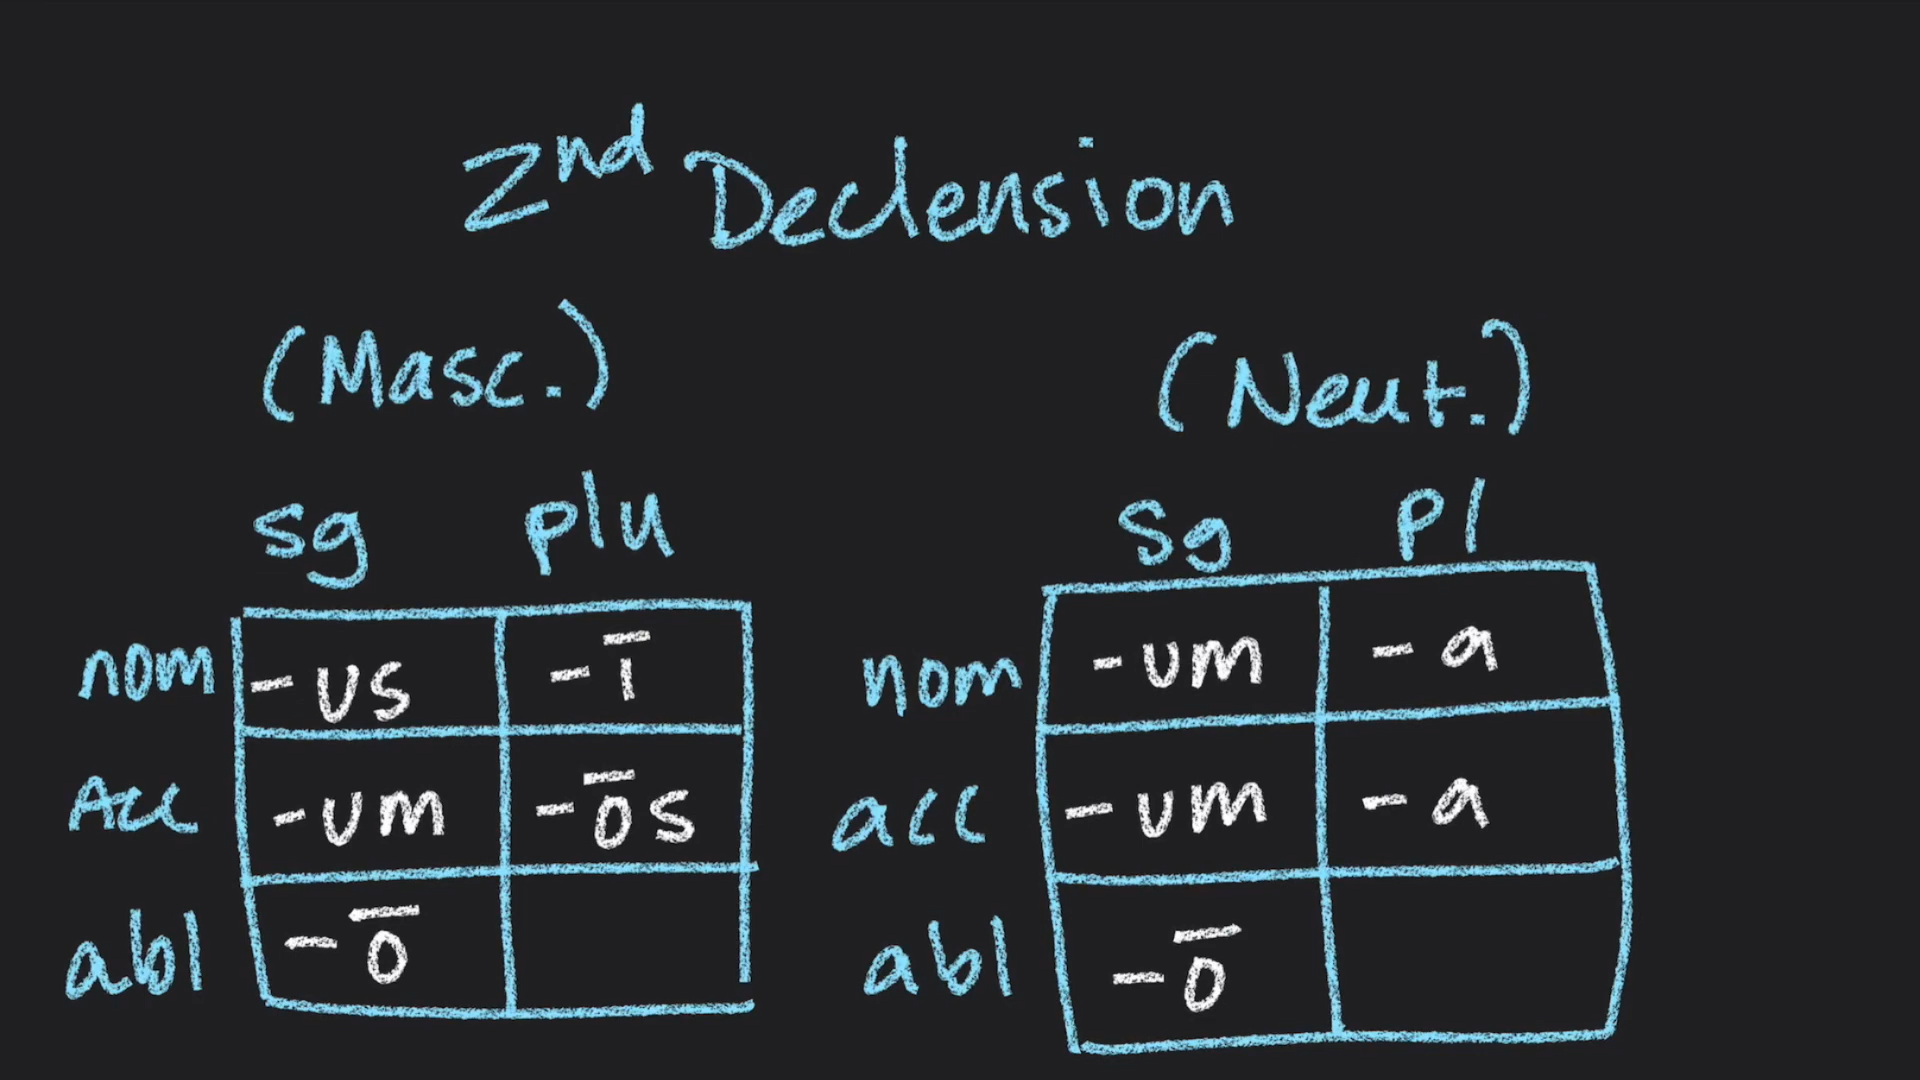 2nd Declension
(Masc.)
sg plu
nom -us -ī
Acc -um -ōs
abl -ō
(Neut.)
sg pl
nom -um -a
acc -um -a
abl -ō